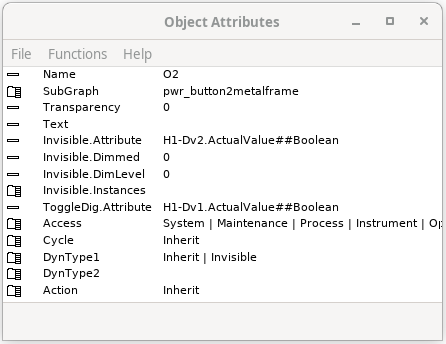 Object Attributes
File Functions Help
Name O2
SubGraph pwr_button2metalframe
Transparency 0
Text
Invisible.Attribute H1-Dv2.ActualValue##Boolean
Invisible.Dimmed 0
Invisible.DimLevel 0
Invisible.Instances
ToggleDig.Attribute H1-Dv1.ActualValue##Boolean
Access System | Maintenance | Process | Instrument | Op
Cycle Inherit
DynType1 Inherit | Invisible
DynType2
Action Inherit